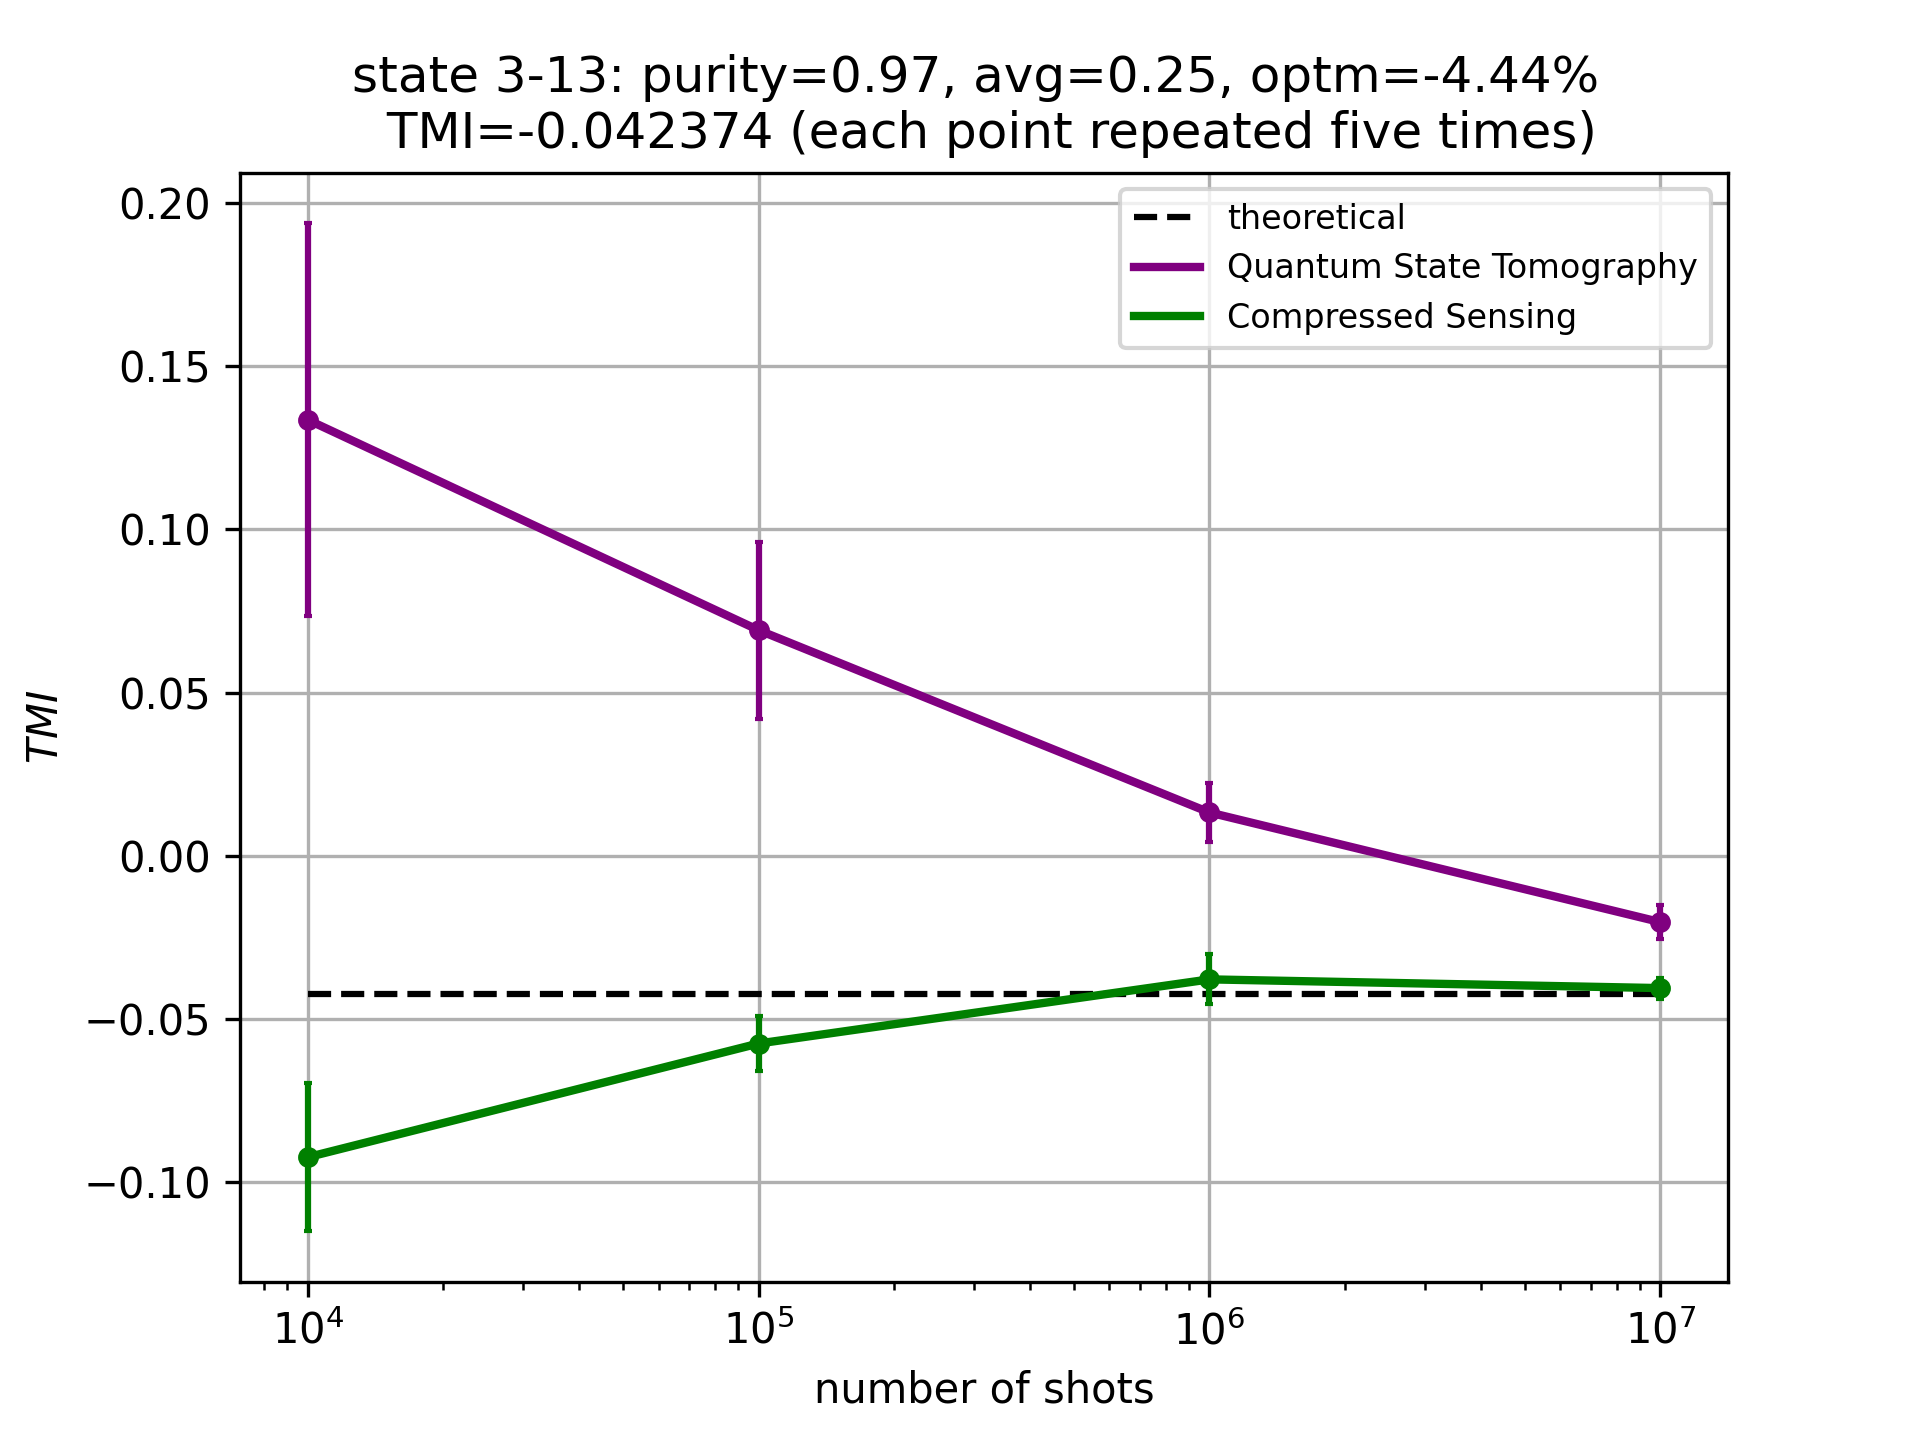 state 3-13: purity=0.97, avg=0.25, optm=-4.44%
TMI=-0.042374 (each point repeated five times)
theoretical
Quantum State Tomography
Compressed Sensing
0.20
0.15
0.10
0.05
0.00
−0.05
−0.10
TMI
10⁴ 10⁵ 10⁶ 10⁷
number of shots